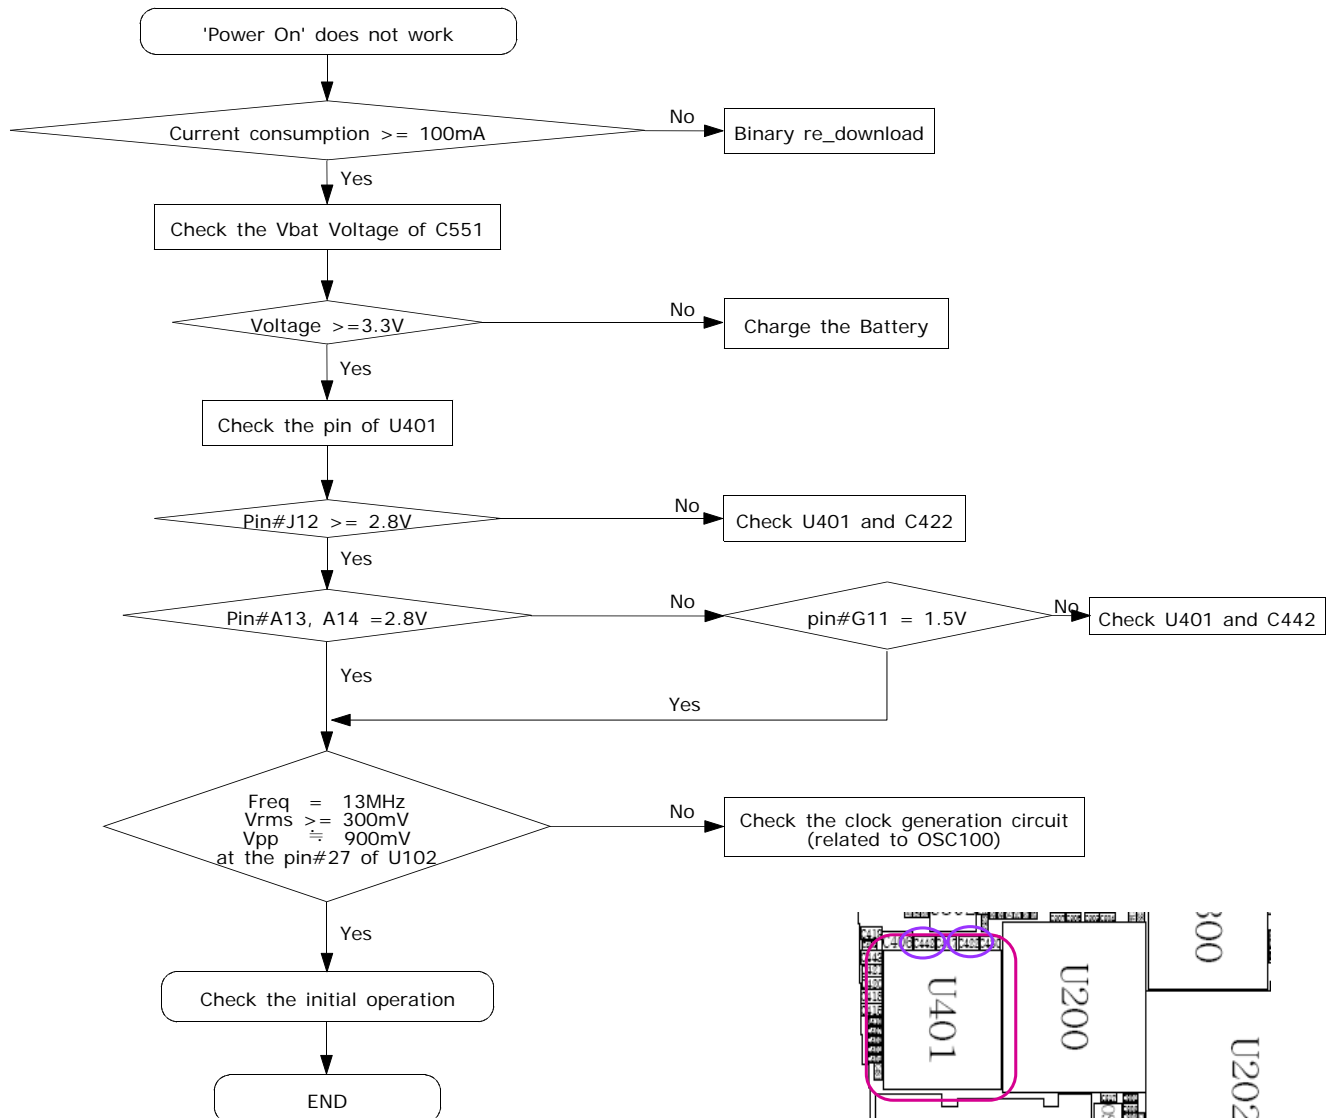 'Power On' does not work
Current consumption >= 100mA
No
Binary re_download
Yes
Check the Vbat Voltage of C551
Voltage >=3.3V
No
Charge the Battery
Yes
Check the pin of U401
Pin#J12 >= 2.8V
No
Check U401 and C422
Yes
Pin#A13, A14 =2.8V
No
pin#G11 = 1.5V
No
Check U401 and C442
Yes
Yes
Freq = 13MHz
Vrms >= 300mV
Vpp ≒ 900mV
at the pin#27 of U102
No
Check the clock generation circuit
(related to OSC100)
Yes
Check the initial operation
END
U401
U200
U202